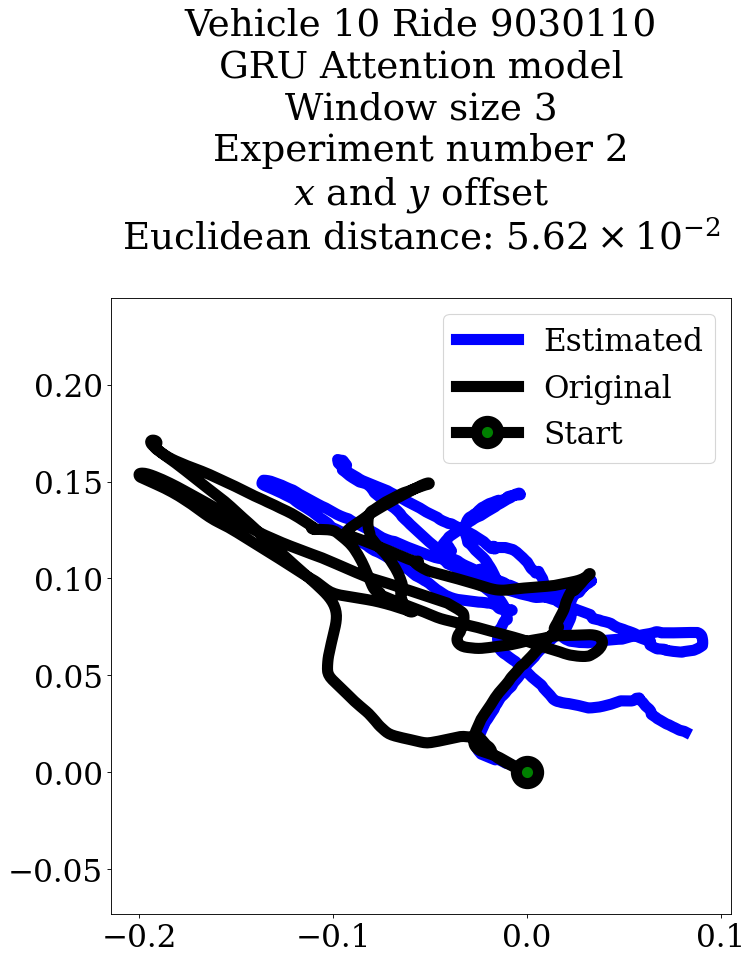 Vehicle 10 Ride 9030110
GRU Attention model
Window size 3
Experiment number 2
x and y offset
Euclidean distance: 5.62 × 10⁻²
Estimated
Original
Start
0.20
0.15
0.10
0.05
0.00
−0.05
−0.2
−0.1
0.0
0.1